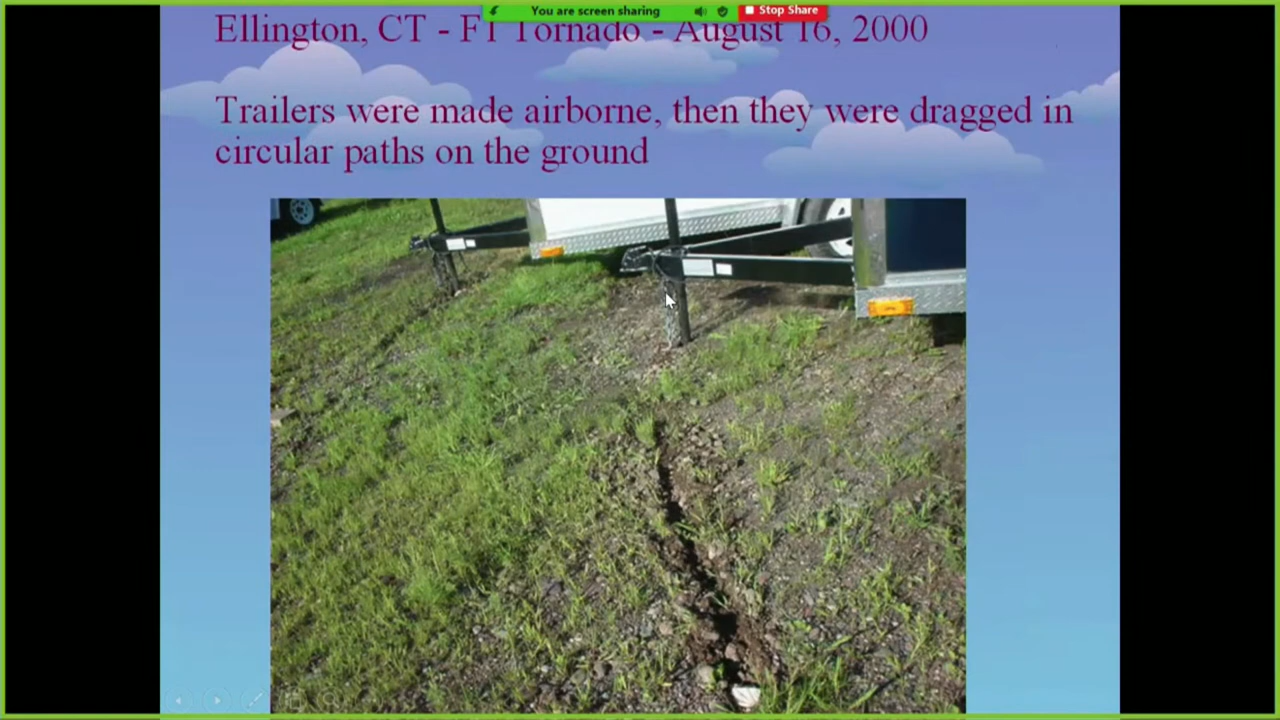 You are screen sharing
Stop Share
Ellington, CT - F1 Tornado - August 16, 2000
Trailers were made airborne, then they were dragged in
circular paths on the ground